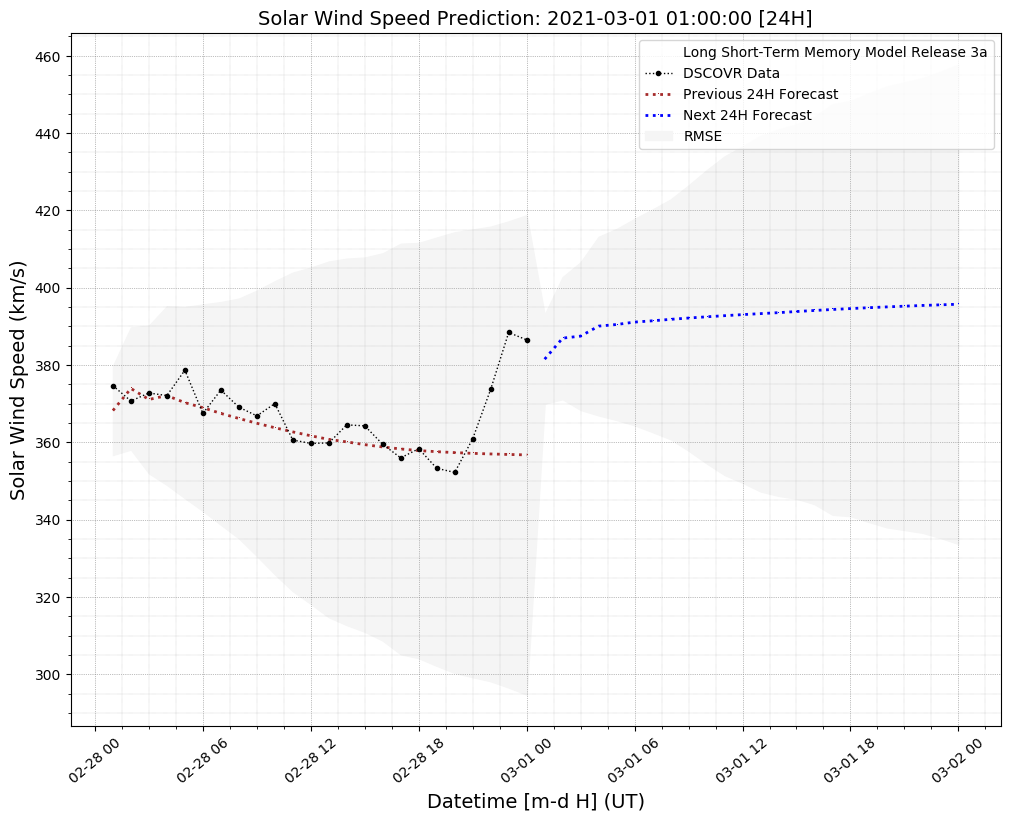 Solar Wind Speed Prediction: 2021-03-01 01:00:00 [24H]
Long Short-Term Memory Model Release 3a
DSCOVR Data
Previous 24H Forecast
Next 24H Forecast
RMSE
Solar Wind Speed (km/s)
460
440
420
400
380
360
340
320
300
02-28 00
02-28 06
02-28 12
02-28 18
03-01 00
03-01 06
03-01 12
03-01 18
03-02 00
Datetime [m-d H] (UT)